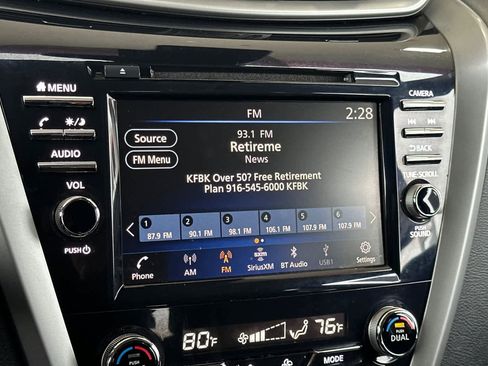 MENU
CAMERA
FM
2:28
Source
93.1 FM
Retireme
AUDIO
FM Menu
News
BACK
KFBK Over 50? Free Retirement
Plan 916-545-6000 KFBK
VOL
TUNE·SCROLL
1 2 3 4 5 6
87.9 FM 90.1 FM 98.1 FM 106.1 FM 107.9 FM 107.9 FM
PUSH
PUSH SOUND
Phone
AM
FM
sxm
SiriusXM
BT Audio
USB1
Settings
80°F
76°F
PUSH
MODE
PUSH
DUAL